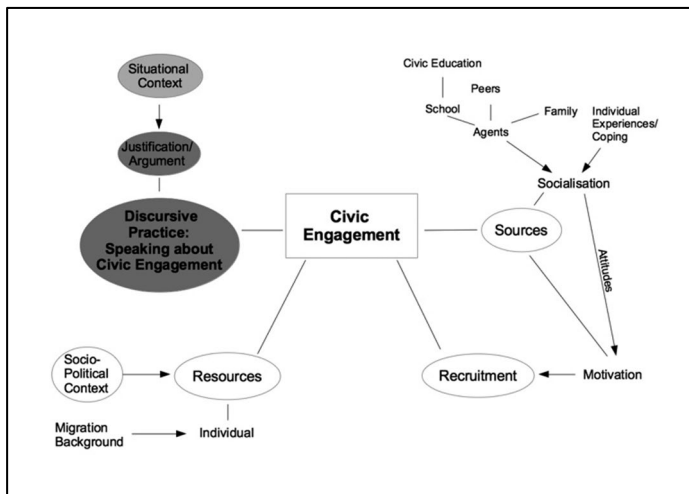 Situational
Context
Justification/
Argument
Discursive
Practice:
Speaking about
Civic Engagement
Civic
Engagement
Civic Education
Peers
School
Family
Agents
Individual
Experiences/
Coping
Socialisation
Sources
Attitudes
Motivation
Recruitment
Socio-
Political
Context
Resources
Migration
Background
Individual